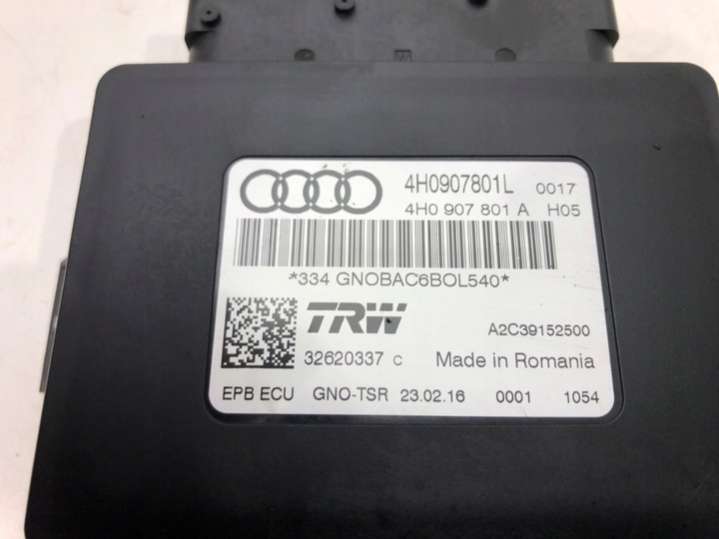 4H0907801L 0017
4H0 907 801 A H05
*334 GNOBAC6BOL540*
TRW A2C39152500
32620337 C Made in Romania
EPB ECU GNO-TSR 23.02.16 0001 1054